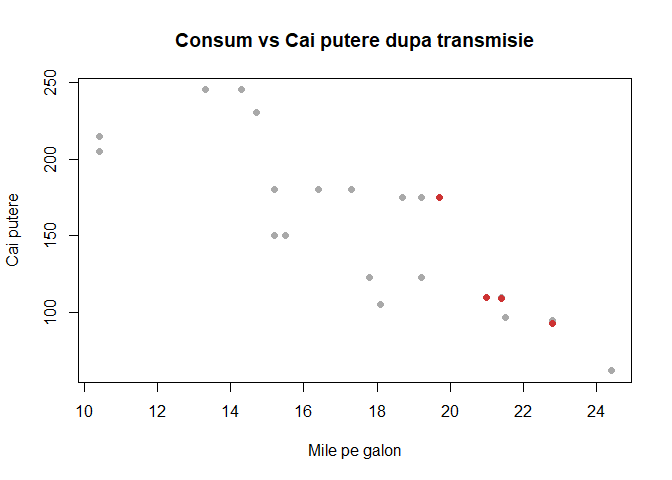 Consum vs Cai putere dupa transmisie
250
200
150
100
Cai putere
10 12 14 16 18 20 22 24
Mile pe galon